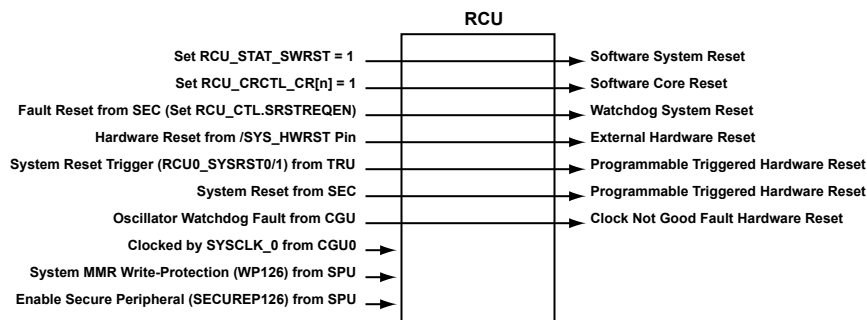 RCU
Set RCU_STAT_SWRST = 1 Software System Reset
Set RCU_CRCTL_CR[n] = 1 Software Core Reset
Fault Reset from SEC (Set RCU_CTL.SRSTREQEN) Watchdog System Reset
Hardware Reset from /SYS_HWRST Pin External Hardware Reset
System Reset Trigger (RCU0_SYSRST0/1) from TRU Programmable Triggered Hardware Reset
System Reset from SEC Programmable Triggered Hardware Reset
Oscillator Watchdog Fault from CGU Clock Not Good Fault Hardware Reset
Clocked by SYSCLK_0 from CGU0
System MMR Write-Protection (WP126) from SPU
Enable Secure Peripheral (SECUREP126) from SPU